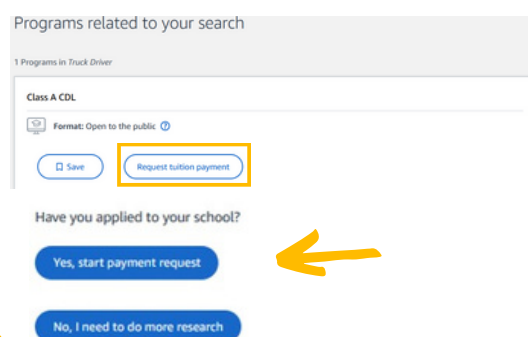 Programs related to your search
1 Programs in Truck Driver
Class A CDL
Format: Open to the public ?
Save
Request tuition payment
Have you applied to your school?
Yes, start payment request
No, I need to do more research